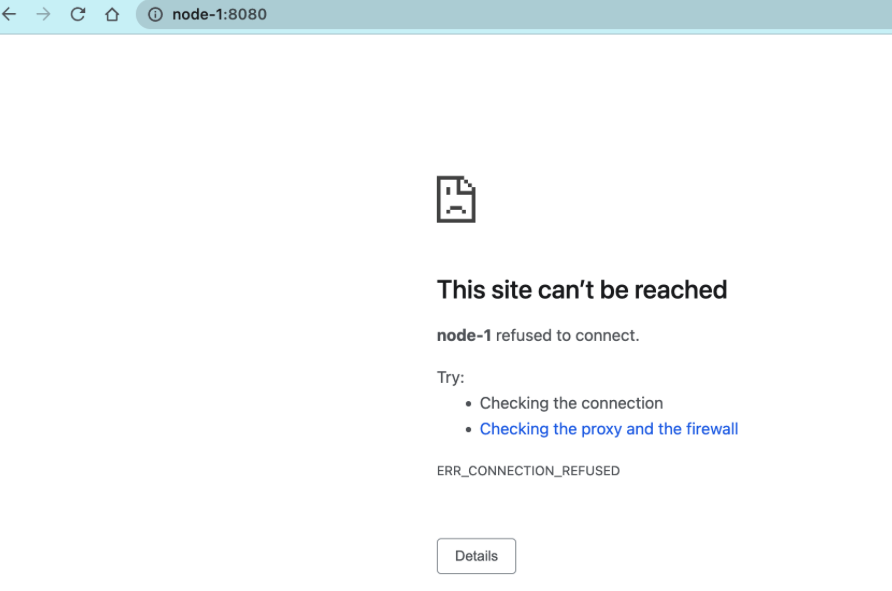 node-1:8080
This site can’t be reached
node-1 refused to connect.
Try:
• Checking the connection
• Checking the proxy and the firewall
ERR_CONNECTION_REFUSED
Details